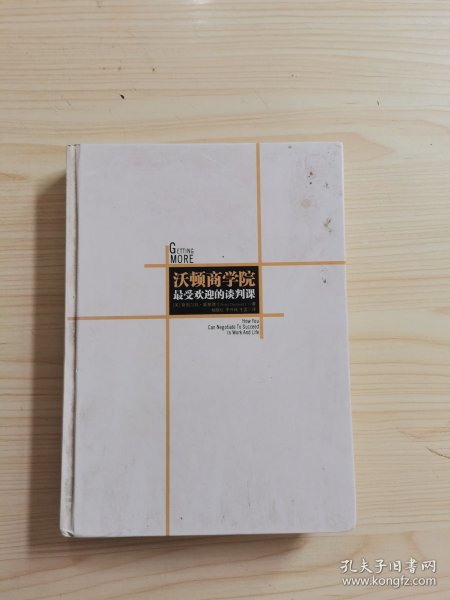 GETTING
MORE
沃顿商学院
最受欢迎的谈判课
How You
Can Negotiate To Succeed
In Work And Life
孔夫子旧书网
www.kongfz.com